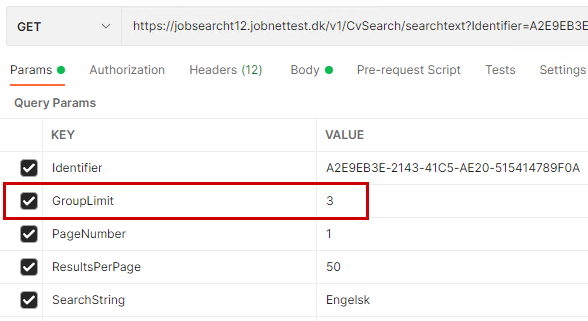 GET https://jobsearcht12.jobnettest.dk/v1/CvSearch/searchtext?Identifier=A2E9EB3E
Params Authorization Headers (12) Body Pre-request Script Tests Settings
Query Params
KEY VALUE
Identifier A2E9EB3E-2143-41C5-AE20-515414789F0A
GroupLimit 3
PageNumber 1
ResultsPerPage 50
SearchString Engelsk